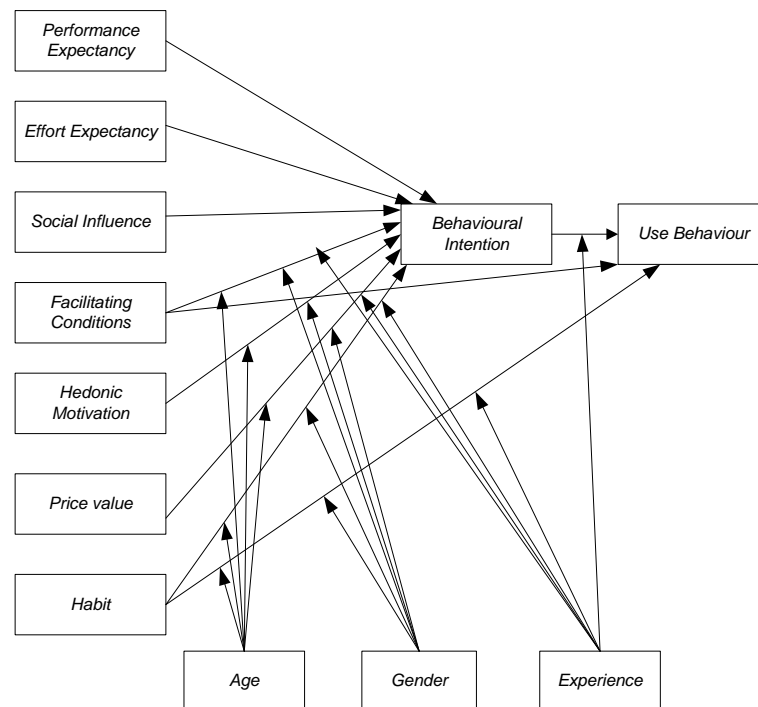 Performance
Expectancy
Effort Expectancy
Social Influence
Behavioural
Intention
Use Behaviour
Facilitating
Conditions
Hedonic
Motivation
Price value
Habit
Age
Gender
Experience